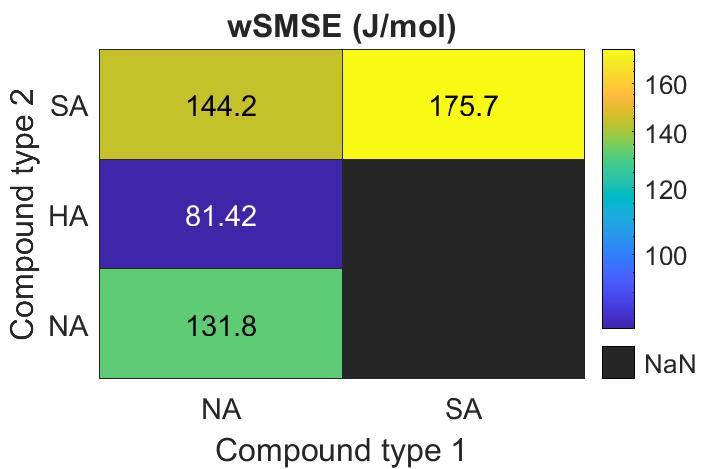 wSMSE (J/mol)
Compound type 2
SA
144.2
175.7
HA
81.42
NA
131.8
NA
SA
Compound type 1
160
140
120
100
NaN